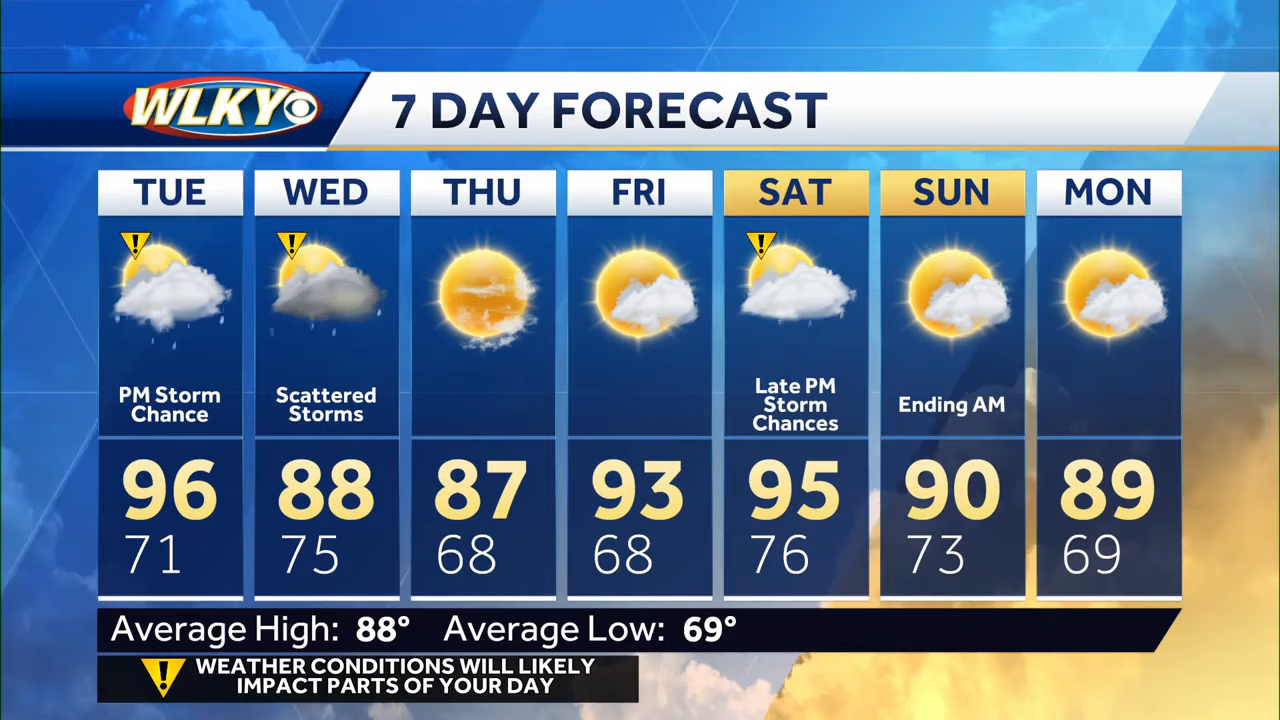 WLKY
7 DAY FORECAST
TUE WED THU FRI SAT SUN MON
! ! !
PM Storm
Chance
Scattered
Storms
Late PM
Storm
Chances
Ending AM
96 88 87 93 95 90 89
71 75 68 68 76 73 69
Average High: 88° Average Low: 69°
! WEATHER CONDITIONS WILL LIKELY
IMPACT PARTS OF YOUR DAY